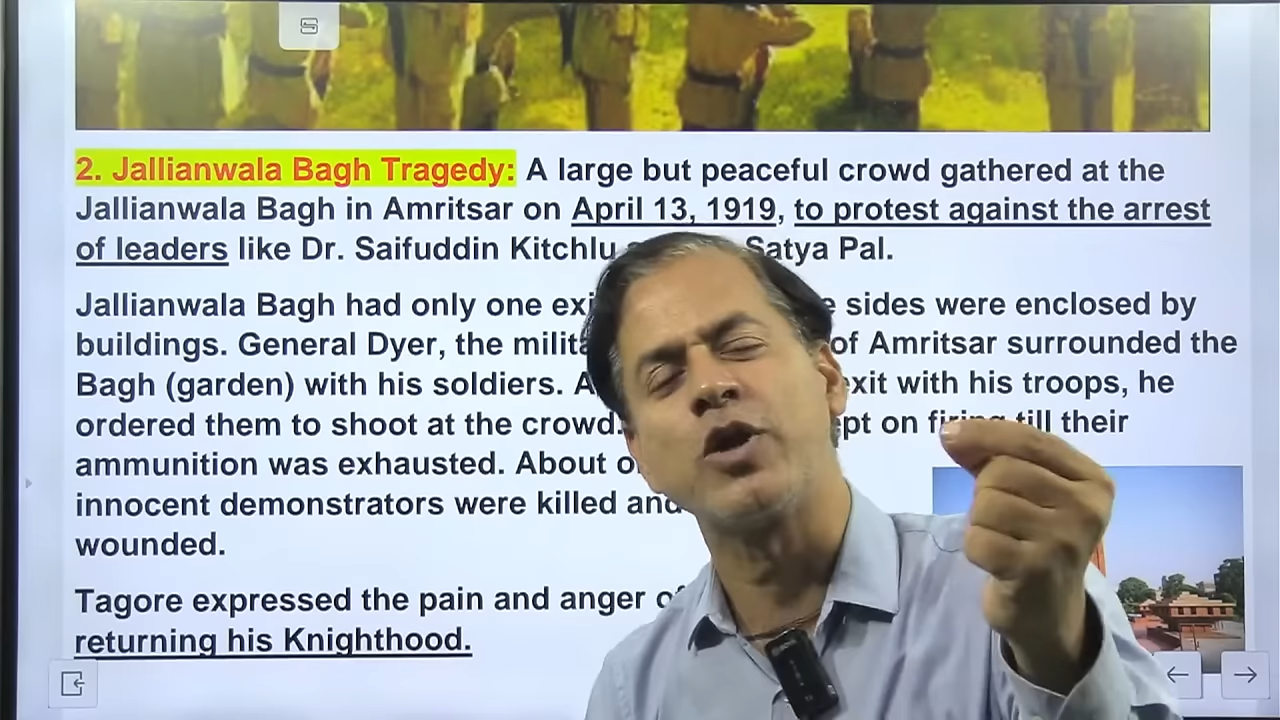 2. Jallianwala Bagh Tragedy: A large but peaceful crowd gathered at the
Jallianwala Bagh in Amritsar on April 13, 1919, to protest against the arrest
of leaders like Dr. Saifuddin Kitchlu Satya Pal.
Jallianwala Bagh had only one sides were enclosed by
buildings. General Dyer, the of Amritsar surrounded the
Bagh (garden) with his soldiers. exit with his troops, he
ordered them to shoot at the crowd. on firing till their
ammunition was exhausted. About
innocent demonstrators were killed and
wounded.
Tagore expressed the pain and anger
returning his Knighthood.